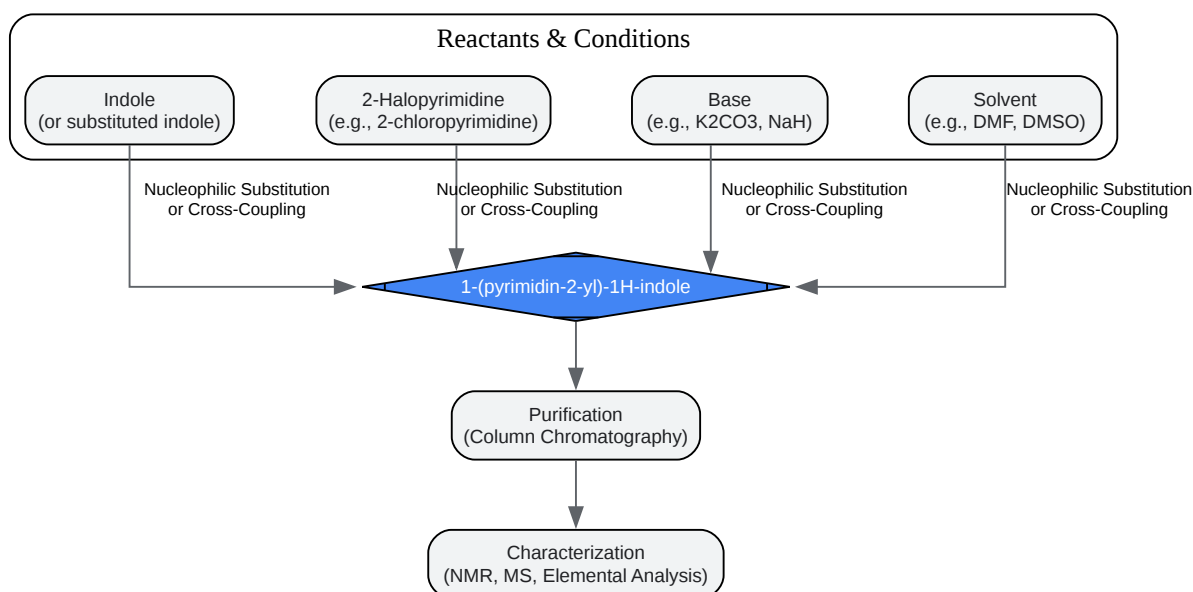 Reactants & Conditions
Indole
(or substituted indole)
2-Halopyrimidine
(e.g., 2-chloropyrimidine)
Base
(e.g., K2CO3, NaH)
Solvent
(e.g., DMF, DMSO)
Nucleophilic Substitution
or Cross-Coupling
Nucleophilic Substitution
or Cross-Coupling
Nucleophilic Substitution
or Cross-Coupling
Nucleophilic Substitution
or Cross-Coupling
1-(pyrimidin-2-yl)-1H-indole
Purification
(Column Chromatography)
Characterization
(NMR, MS, Elemental Analysis)